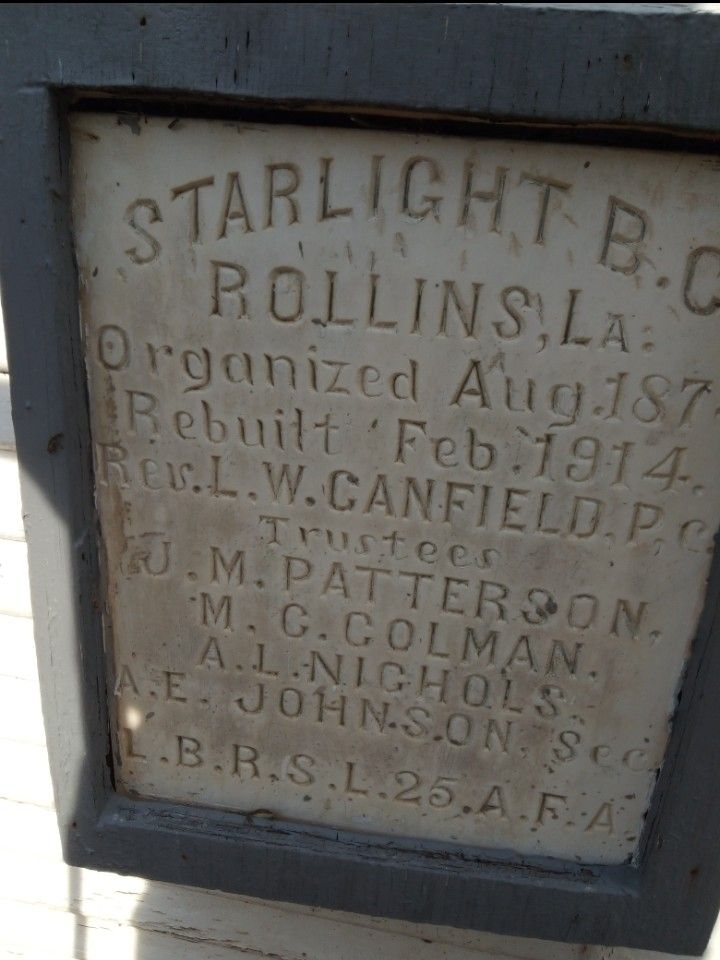 STARLIGHT B.C
ROLLINS, LA:
Organized Aug. 187
Rebuilt Feb. 1914.
Rev. L. W. CANFIELD, P, C
Trustees
J. M. PATTERSON,
M. C. COLMAN.
A. L. NICHOLS,
A. E. JOHNSON, Sec
L. B. R. S. L. 25. A. F. A